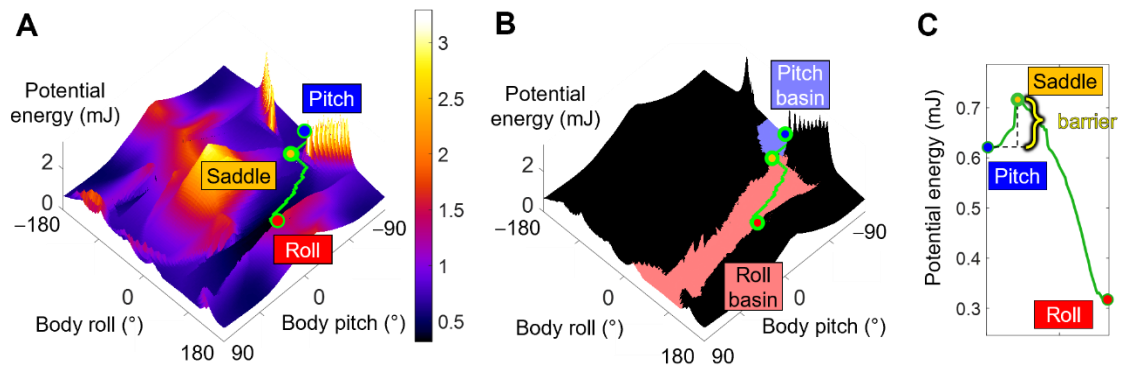 A
Potential
energy (mJ)
2
0
−180
0
180
Body roll (°)
90
0
−90
Body pitch (°)
Pitch
Saddle
Roll
3
2.5
2
1.5
1
0.5
B
Potential
energy (mJ)
2
0
−180
0
180
Body roll (°)
90
0
−90
Body pitch (°)
Pitch
basin
Roll
basin
C
Potential energy (mJ)
0.7
0.6
0.5
0.4
0.3
Saddle
barrier
Pitch
Roll